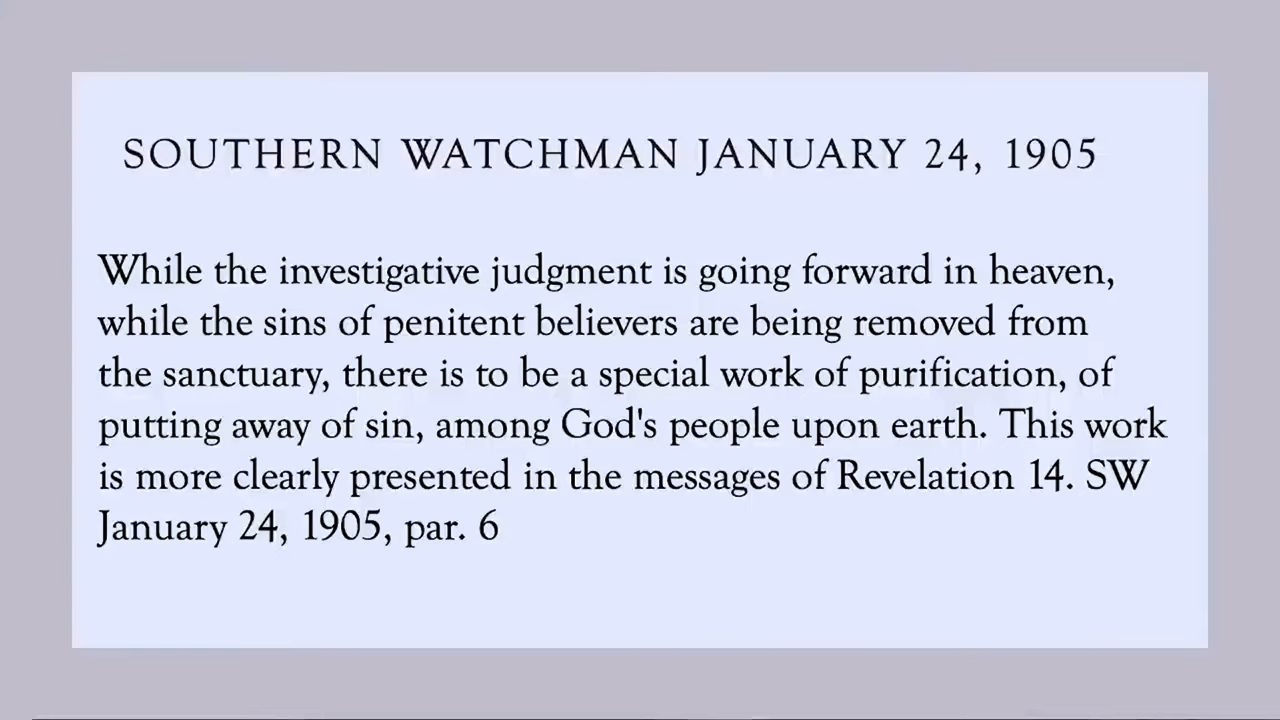 SOUTHERN WATCHMAN JANUARY 24, 1905
While the investigative judgment is going forward in heaven,
while the sins of penitent believers are being removed from
the sanctuary, there is to be a special work of purification, of
putting away of sin, among God's people upon earth. This work
is more clearly presented in the messages of Revelation 14. SW
January 24, 1905, par. 6